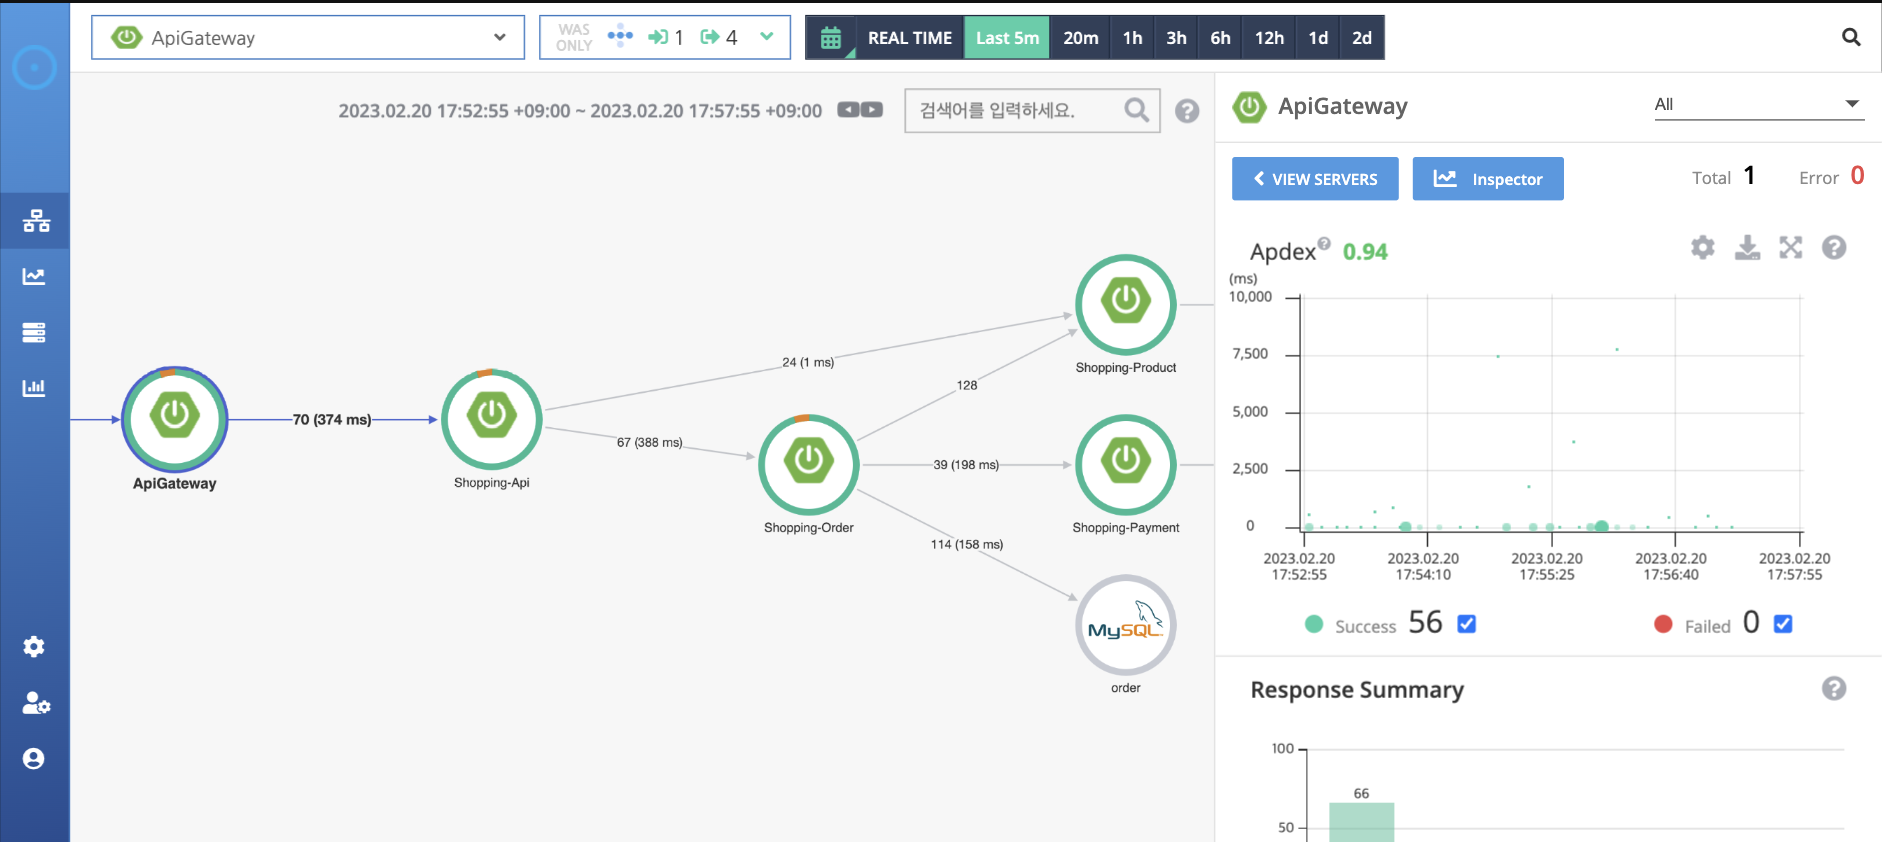 ApiGateway
WAS ONLY
1
4
REAL TIME
Last 5m
20m
1h
3h
6h
12h
1d
2d
2023.02.20 17:52:55 +09:00 ~ 2023.02.20 17:57:55 +09:00
검색어를 입력하세요.
?
ApiGateway
70 (374 ms)
Shopping-Api
24 (1 ms)
67 (388 ms)
Shopping-Order
128
39 (198 ms)
114 (158 ms)
Shopping-Product
Shopping-Payment
MySQL
order
ApiGateway
All
VIEW SERVERS
Inspector
Total 1
Error 0
Apdex ? 0.94
?
(ms)
10,000
7,500
5,000
2,500
0
2023.02.20
17:52:55
2023.02.20
17:54:10
2023.02.20
17:55:25
2023.02.20
17:56:40
2023.02.20
17:57:55
Success 56
Failed 0
Response Summary
?
100
66
50